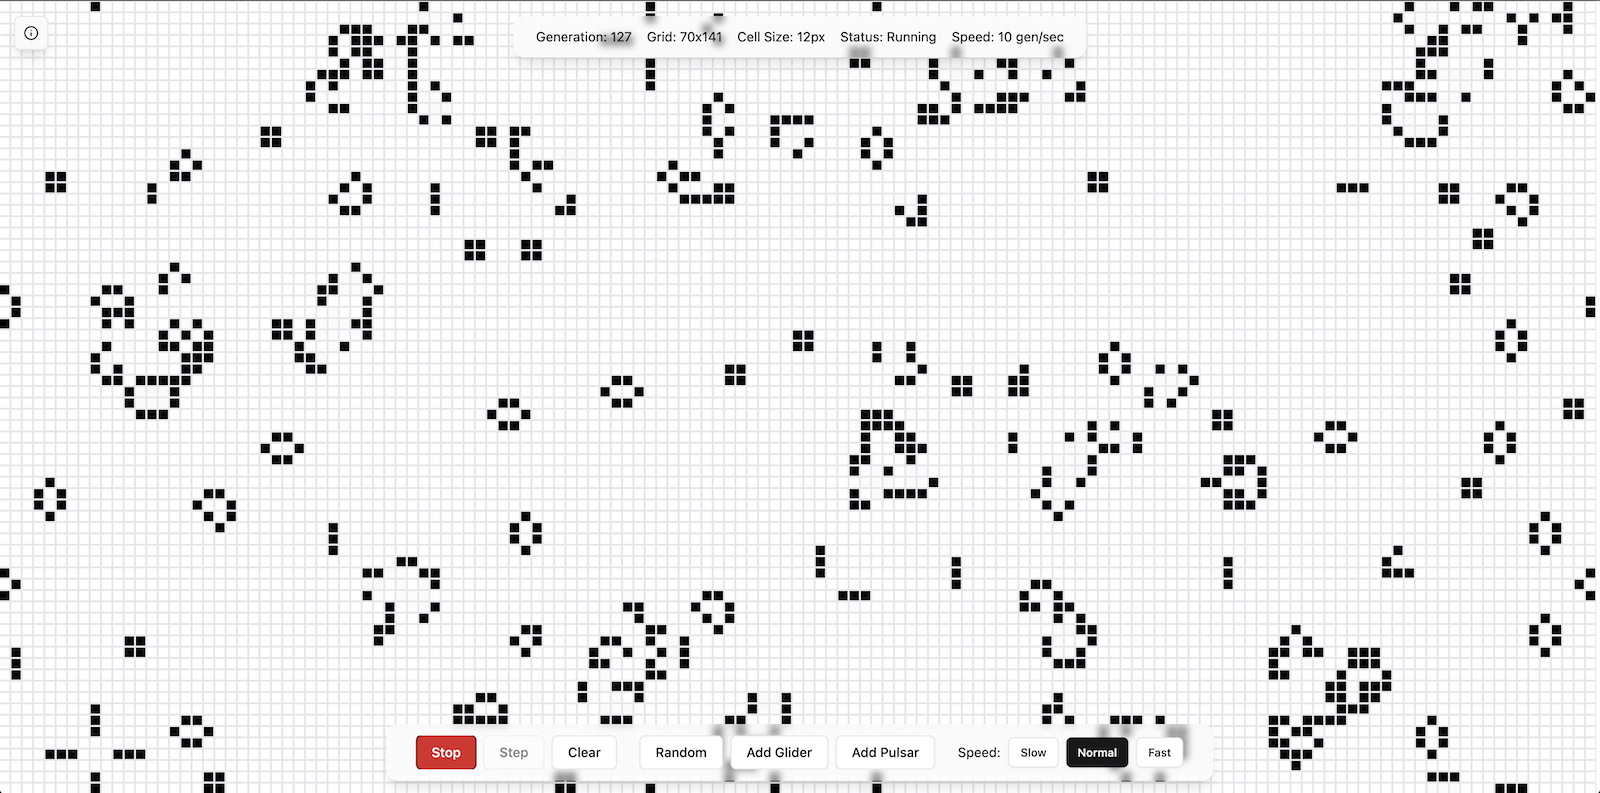 Generation: 127 Grid: 70x141 Cell Size: 12px Status: Running Speed: 10 gen/sec
Stop Step Clear Random Add Glider Add Pulsar Speed: Slow Normal Fast